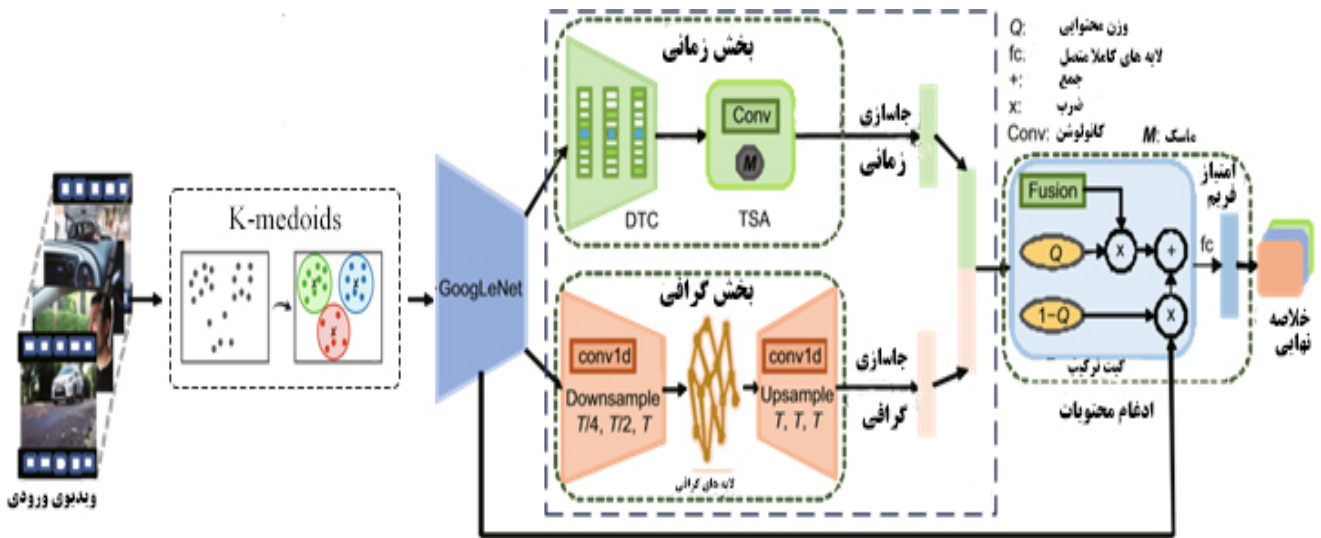 ویدیوی ورودی
K-medoids
GoogLeNet
بخش زمانی
DTC
Conv
M
TSA
جاسازی
زمانی
بخش گرافی
conv1d
Downsample
T/4, T/2, T
لایه های گرافی
conv1d
Upsample
T, T, T
جاسازی
گرافی
Q: وزن محتوایی
fc: لایه های کاملا متصل
+: جمع
x: ضرب
Conv: کانولوشن M: ماسک
Fusion
Q
x
+
1-Q
x
گیت ترکیب
ادغام محتویات
fc
امتیاز
فریم
خلاصه
نهایی